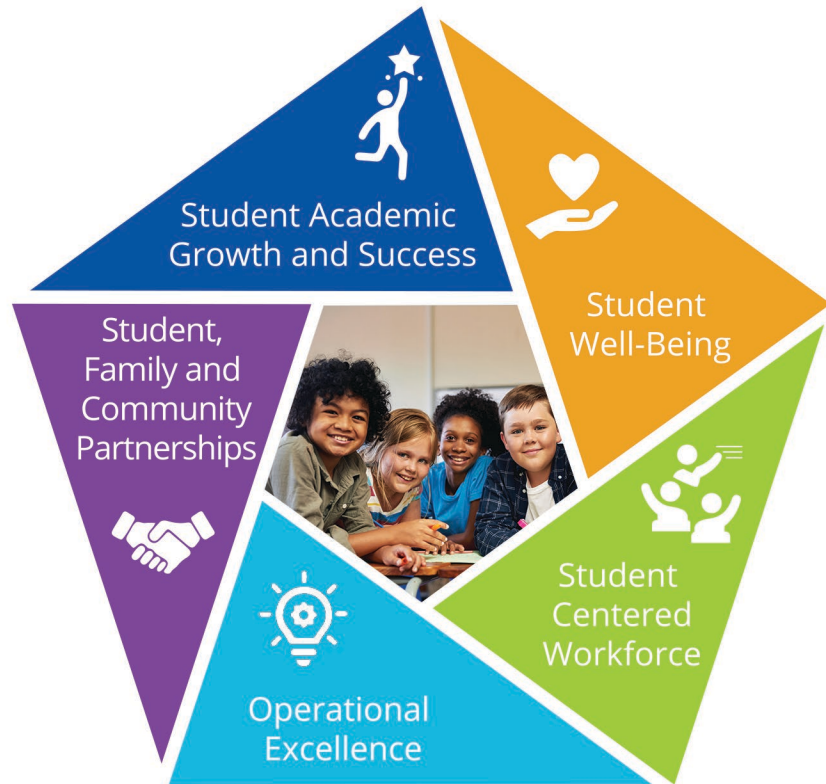 Student Academic
Growth and Success
Student
Well-Being
Student
Centered
Workforce
Operational
Excellence
Student,
Family and
Community
Partnerships